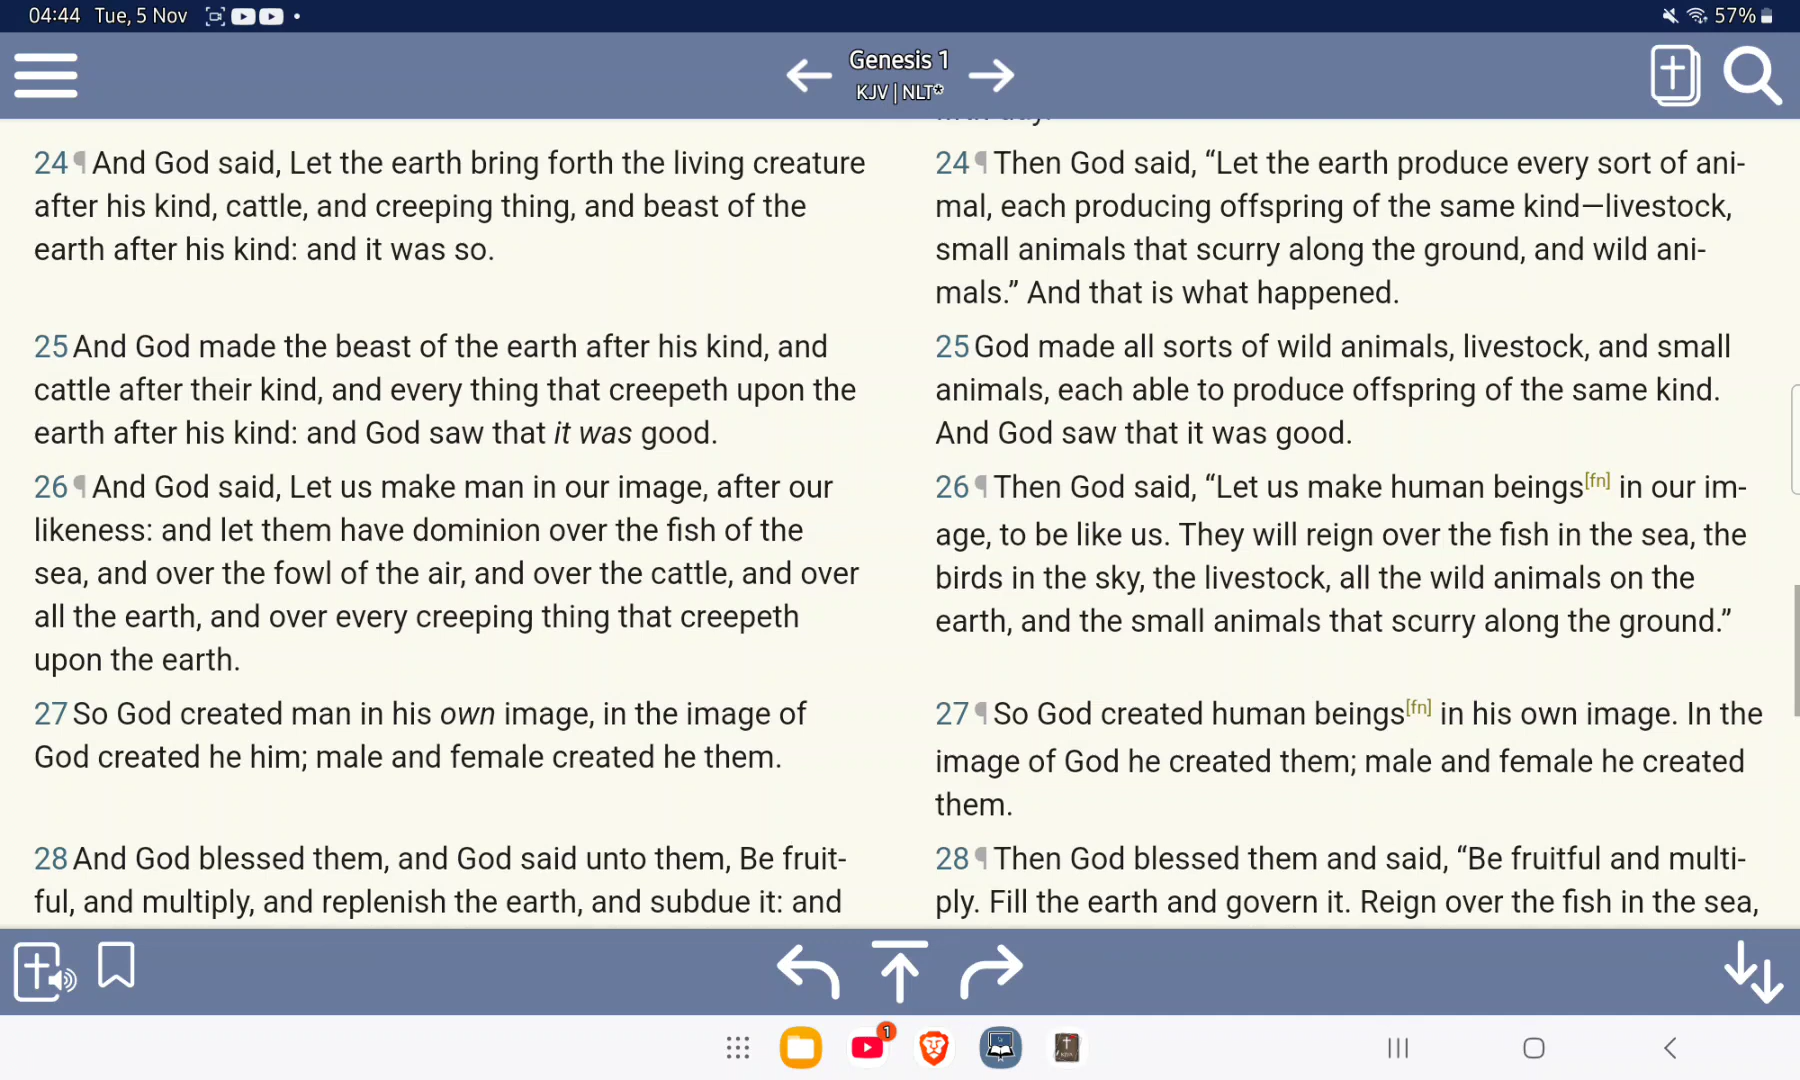 04:44 Tue, 5 Nov
57%
Genesis 1
KJV | NLT*
24 ¶ And God said, Let the earth bring forth the living creature
after his kind, cattle, and creeping thing, and beast of the
earth after his kind: and it was so.
25 And God made the beast of the earth after his kind, and
cattle after their kind, and every thing that creepeth upon the
earth after his kind: and God saw that it was good.
26 ¶ And God said, Let us make man in our image, after our
likeness: and let them have dominion over the fish of the
sea, and over the fowl of the air, and over the cattle, and over
all the earth, and over every creeping thing that creepeth
upon the earth.
27 So God created man in his own image, in the image of
God created he him; male and female created he them.
28 And God blessed them, and God said unto them, Be fruit-
ful, and multiply, and replenish the earth, and subdue it: and
24 ¶ Then God said, “Let the earth produce every sort of ani-
mal, each producing offspring of the same kind—livestock,
small animals that scurry along the ground, and wild ani-
mals.” And that is what happened.
25 God made all sorts of wild animals, livestock, and small
animals, each able to produce offspring of the same kind.
And God saw that it was good.
26 ¶ Then God said, “Let us make human beings[fn] in our im-
age, to be like us. They will reign over the fish in the sea, the
birds in the sky, the livestock, all the wild animals on the
earth, and the small animals that scurry along the ground.”
27 ¶ So God created human beings[fn] in his own image. In the
image of God he created them; male and female he created
them.
28 ¶ Then God blessed them and said, “Be fruitful and multi-
ply. Fill the earth and govern it. Reign over the fish in the sea,
1